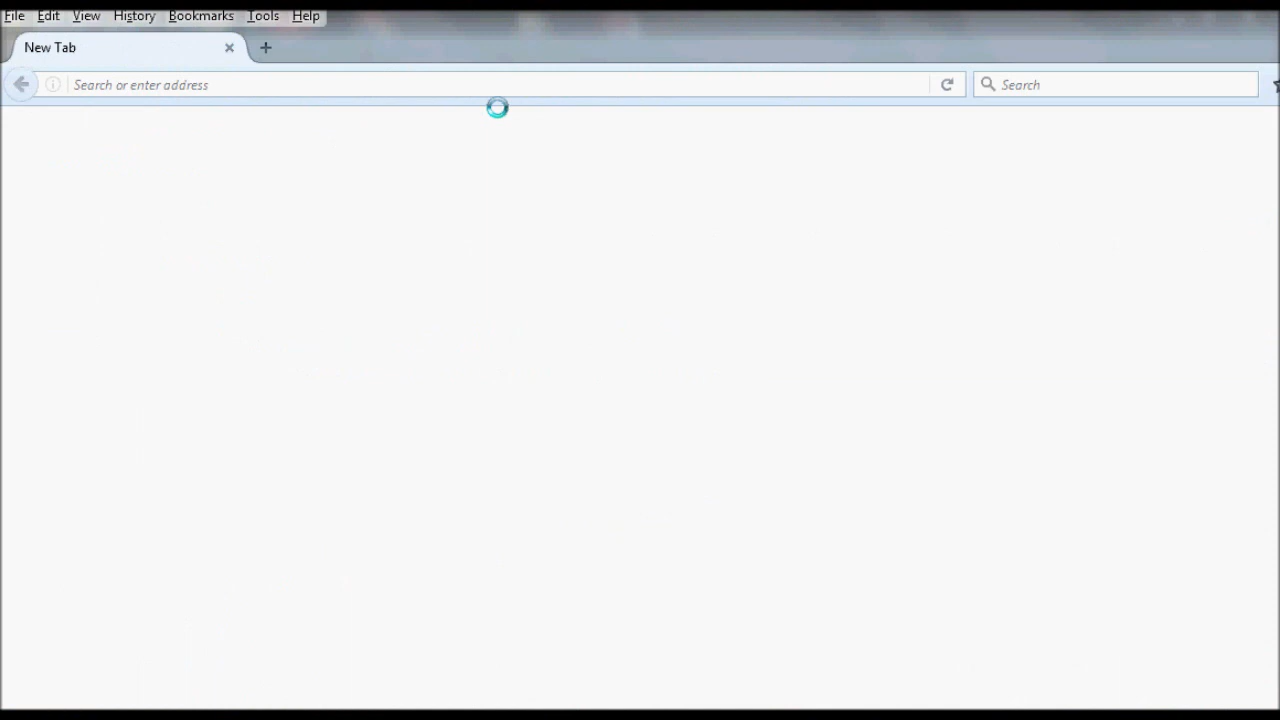 File Edit View History Bookmarks Tools Help
New Tab
Search or enter address
Search